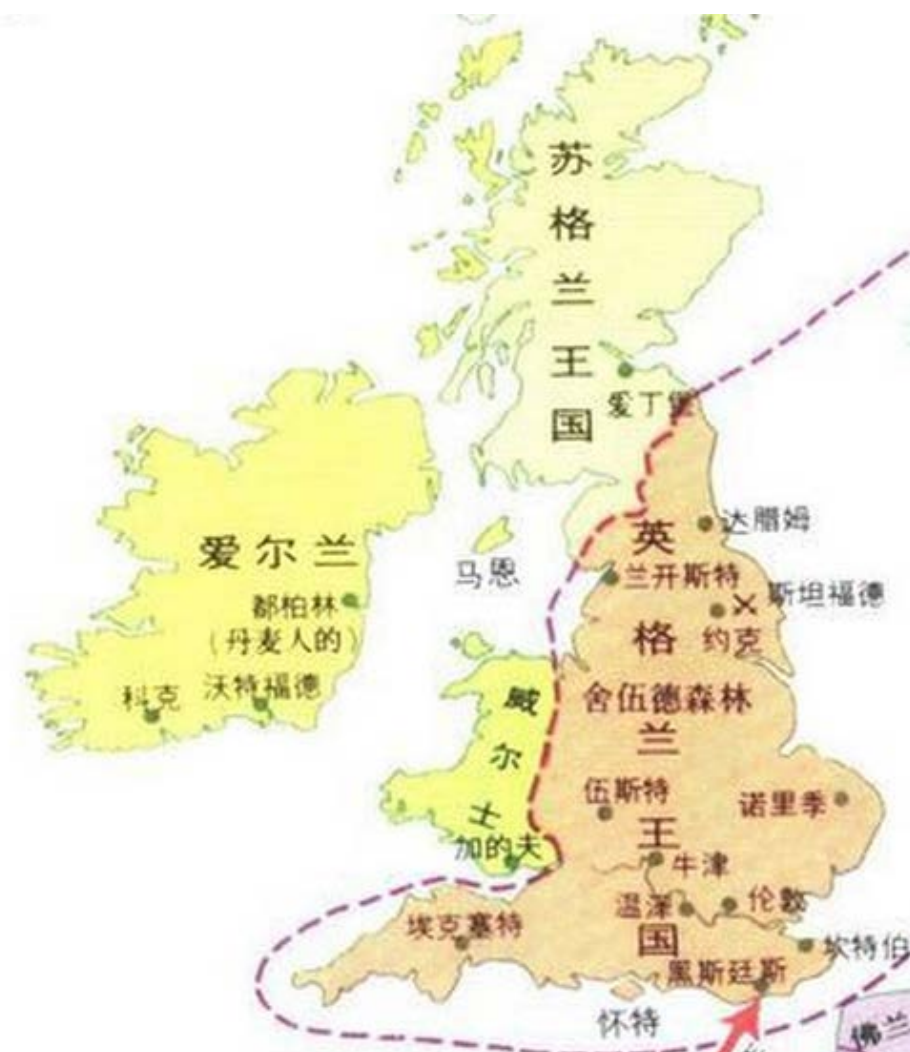 苏格兰王国
爱丁堡
爱尔兰
都柏林
(丹麦人的)
科克
沃特福德
马恩
威尔士
加的夫
英格兰王国
达腊姆
兰开斯特
斯坦福德
约克
舍伍德森林
伍斯特
诺里季
牛津
温泽
伦敦
埃克塞特
坎特伯
黑斯廷斯
怀特
佛兰